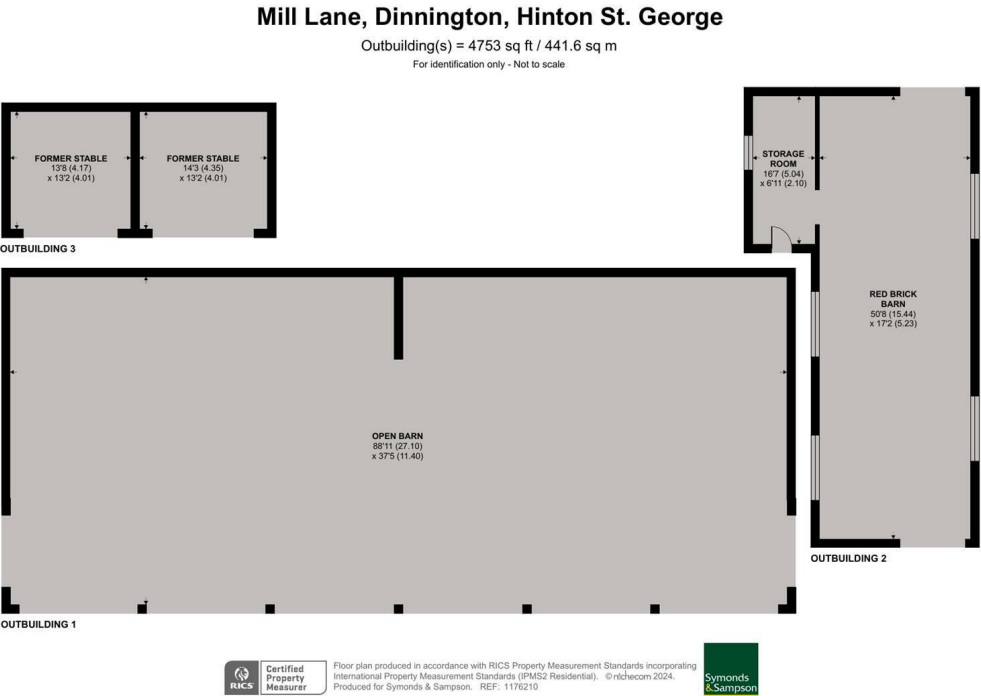 Mill Lane, Dinnington, Hinton St. George
Outbuilding(s) = 4753 sq ft / 441.6 sq m
For identification only - Not to scale
FORMER STABLE
13'8 (4.17)
x 13'2 (4.01)
FORMER STABLE
14'3 (4.35)
x 13'2 (4.01)
OUTBUILDING 3
STORAGE
ROOM
16'7 (5.04)
x 6'11 (2.10)
RED BRICK
BARN
50'8 (15.44)
x 17'2 (5.23)
OUTBUILDING 2
OPEN BARN
88'11 (27.10)
x 37'5 (11.40)
OUTBUILDING 1
RICS
Certified
Property
Measurer
Floor plan produced in accordance with RICS Property Measurement Standards incorporating
International Property Measurement Standards (IPMS2 Residential). © nichecom 2024.
Produced for Symonds & Sampson. REF: 1176210
Symonds
&Sampson